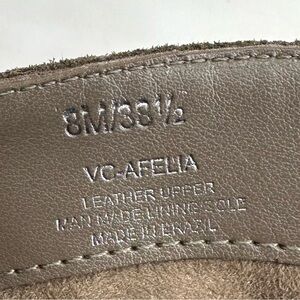 8M/38½
VC-AFELIA
LEATHER UPPER
MAN MADE LINING SOLE
MADE IN BRAZIL